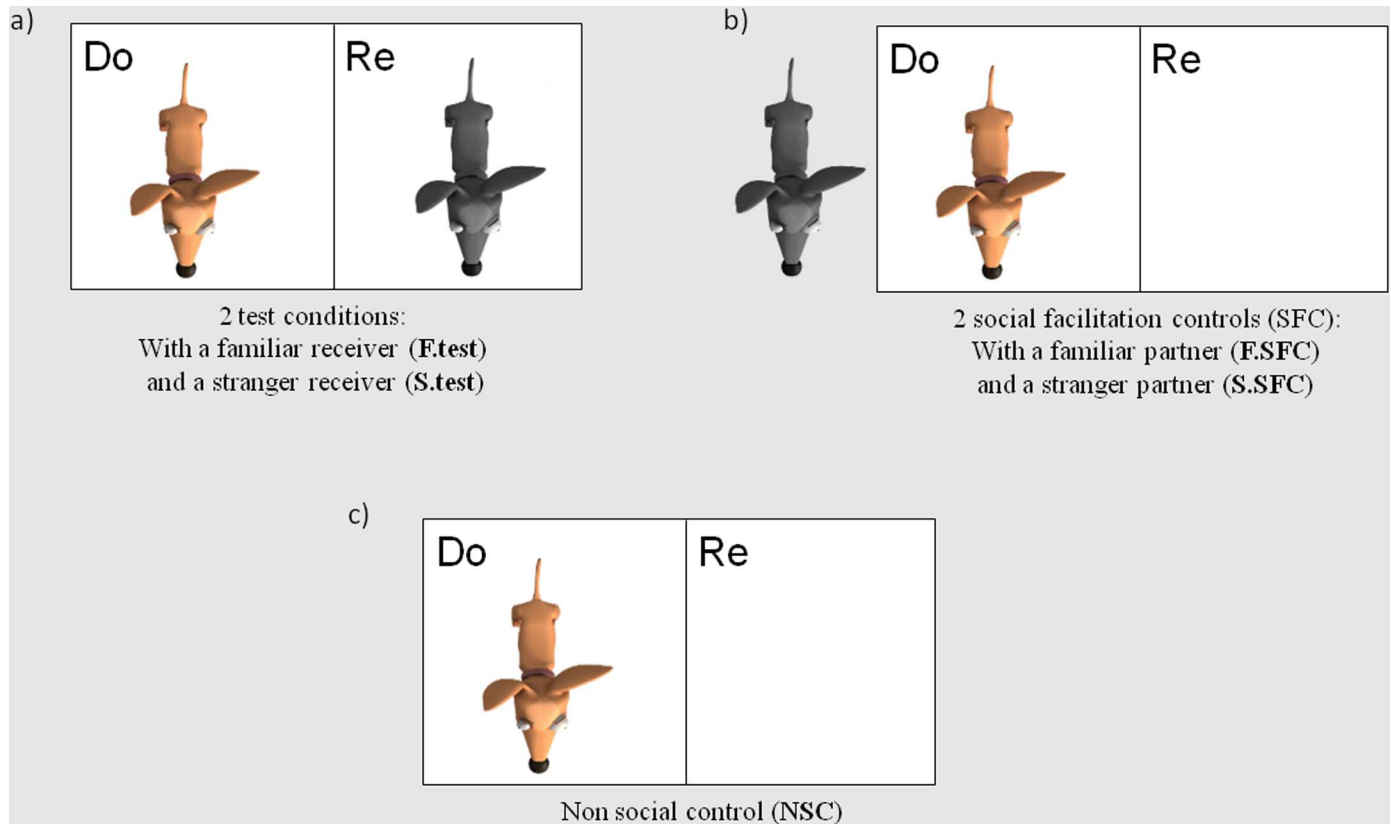 a)
Do
Re
2 test conditions:
With a familiar receiver (F.test)
and a stranger receiver (S.test)
b)
Do
Re
2 social facilitation controls (SFC):
With a familiar partner (F.SFC)
and a stranger partner (S.SFC)
c)
Do
Re
Non social control (NSC)